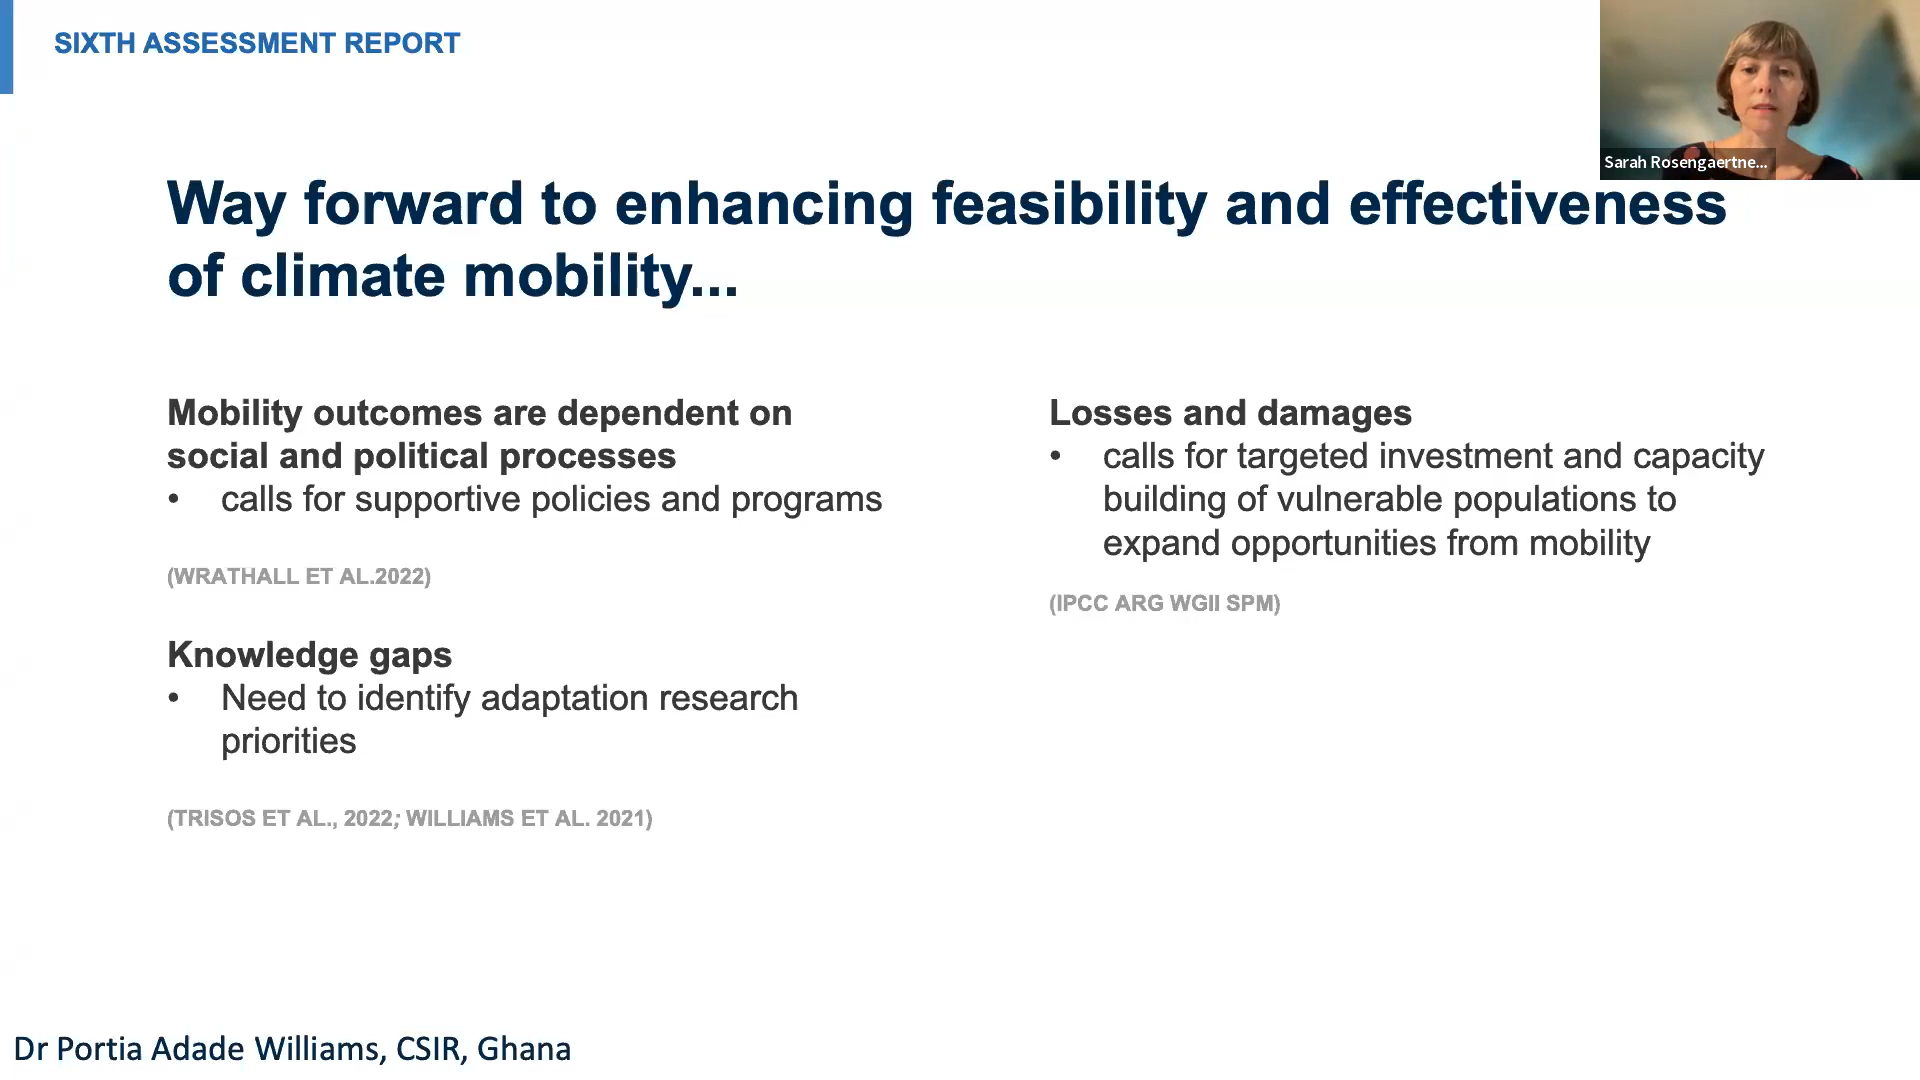 SIXTH ASSESSMENT REPORT
Sarah Rosengaertne...
Way forward to enhancing feasibility and effectiveness
of climate mobility...
Mobility outcomes are dependent on
social and political processes
• calls for supportive policies and programs
(WRATHALL ET AL.2022)
Knowledge gaps
• Need to identify adaptation research
priorities
(TRISOS ET AL., 2022; WILLIAMS ET AL. 2021)
Losses and damages
• calls for targeted investment and capacity
building of vulnerable populations to
expand opportunities from mobility
(IPCC ARG WGII SPM)
Dr Portia Adade Williams, CSIR, Ghana